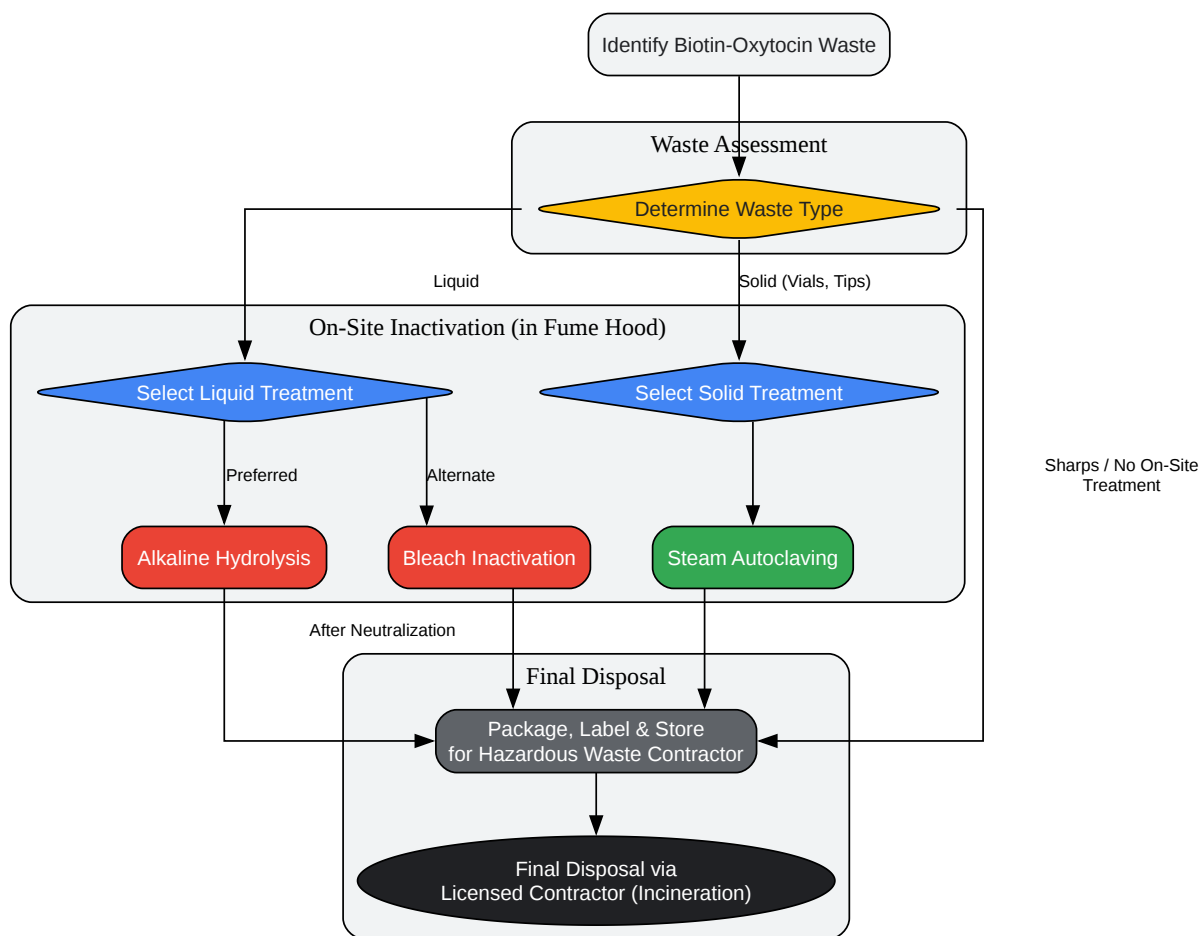 Identify Biotin-Oxytocin Waste
Waste Assessment
Determine Waste Type
Liquid
Solid (Vials, Tips)
On-Site Inactivation (in Fume Hood)
Select Liquid Treatment
Select Solid Treatment
Preferred
Alternate
Sharps / No On-Site
Treatment
Alkaline Hydrolysis
Bleach Inactivation
Steam Autoclaving
After Neutralization
Final Disposal
Package, Label & Store
for Hazardous Waste Contractor
Final Disposal via
Licensed Contractor (Incineration)